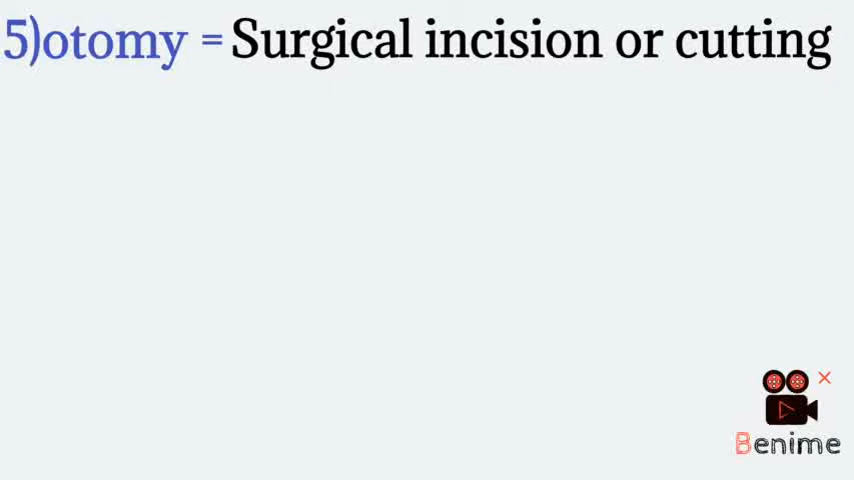 5)otomy = Surgical incision or cutting
Benime